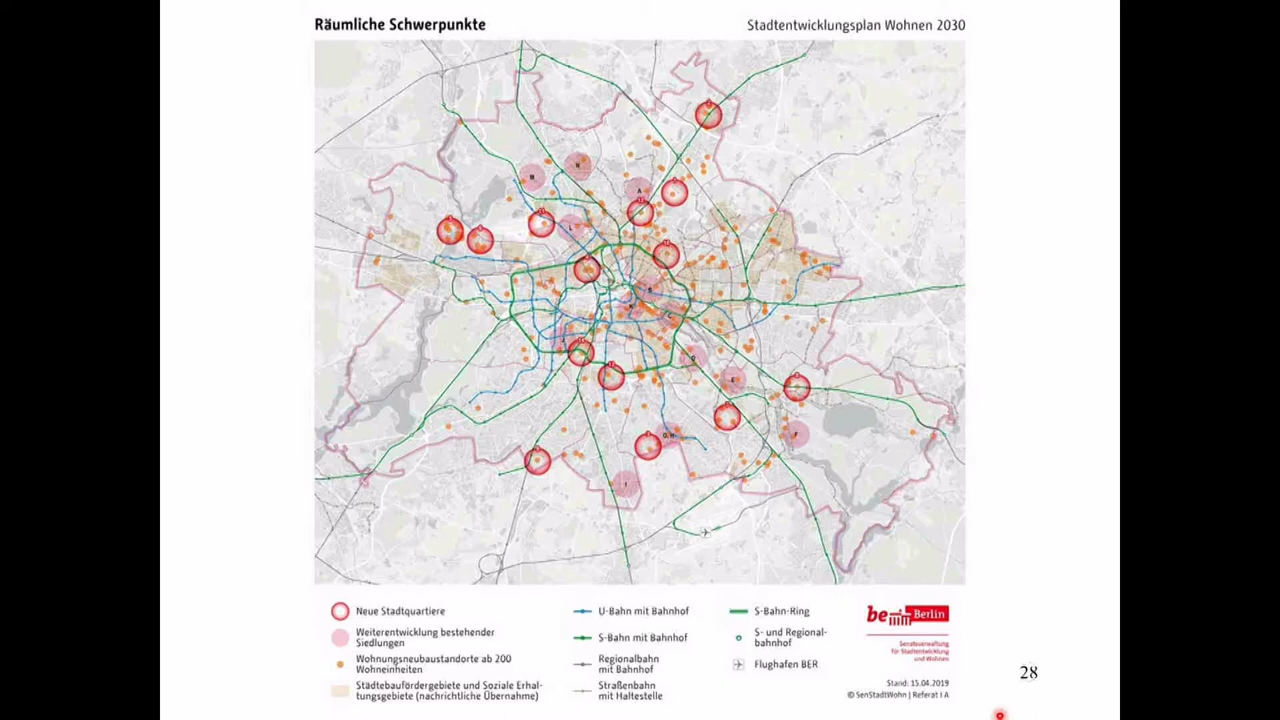 Räumliche Schwerpunkte
Stadtentwicklungsplan Wohnen 2030
Neue Stadtquartiere
Weiterentwicklung bestehender
Siedlungen
Wohnungsneubaustandorte ab 200
Wohneinheiten
Städtebaufördergebiete und Soziale Erhal-
tungsgebiete (nachrichtliche Übernahme)
U-Bahn mit Bahnhof
S-Bahn mit Bahnhof
Regionalbahn
mit Bahnhof
Straßenbahn
mit Haltestelle
S-Bahn-Ring
S- und Regional-
bahnhof
Flughafen BER
be Berlin
Senatsverwaltung
für Stadtentwicklung
und Wohnen
Stand: 15.04.2019
© SenStadtWohn | Referat I A
28